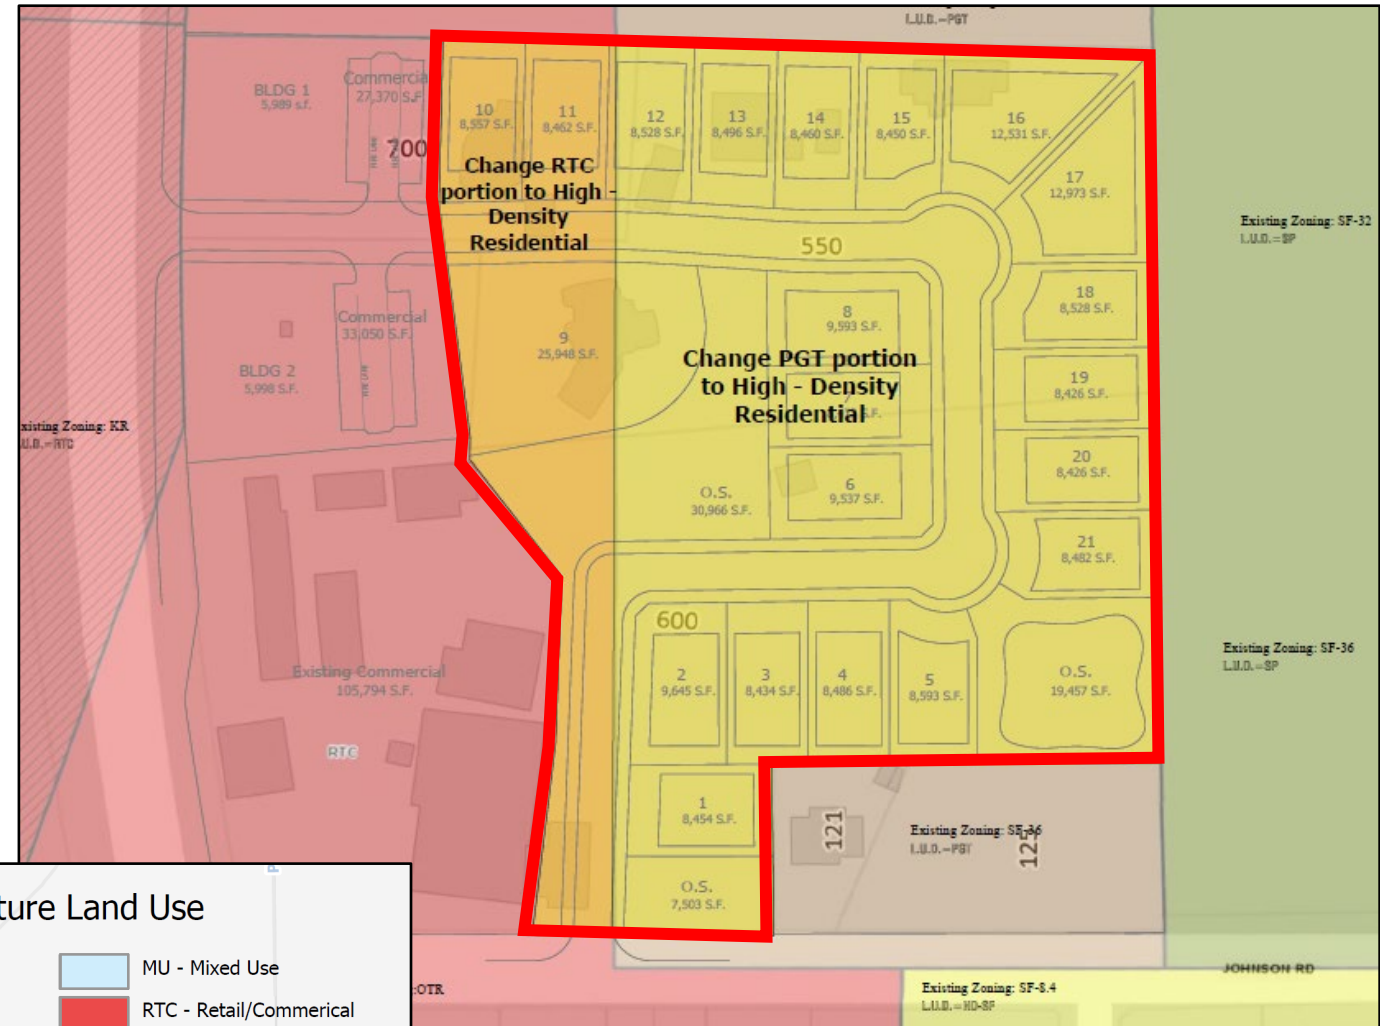 L.U.D.=PGT
BLDG 1
5,989 s.f.
Commercial
27,370 S.F
700
10
8,557 S.F.
11
8,462 S.F.
12
8,528 S.F.
13
8,496 S.F.
14
8,460 S.F.
15
8,450 S.F.
16
12,531 S.F.
17
12,973 S.F.
Change RTC
portion to High -
Density
Residential
550
Existing Zoning: SF-32
L.U.D.=SP
18
8,528 S.F.
Commercial
33,050 S.F.
8
9,593 S.F.
9
25,948 S.F.
BLDG 2
5,998 S.F.
Change PGT portion
to High - Density
Residential
7
19
8,426 S.F.
xisting Zoning: KR
U.D.=RTC
20
8,426 S.F.
6
9,537 S.F.
O.S.
30,966 S.F.
21
8,482 S.F.
600
2
9,645 S.F.
3
8,434 S.F.
4
8,486 S.F.
5
8,593 S.F.
O.S.
19,457 S.F.
Existing Zoning: SF-36
L.U.D.=SP
Existing Commercial
105,794 S.F.
RTC
1
8,454 S.F.
121
Existing Zoning: SF-36
L.U.D.=PGT
125
O.S.
7,503 S.F.
P
ture Land Use
MU - Mixed Use
RTC - Retail/Commerical
:OTR
JOHNSON RD
Existing Zoning: SF-8.4
L.U.D.=HD-SF